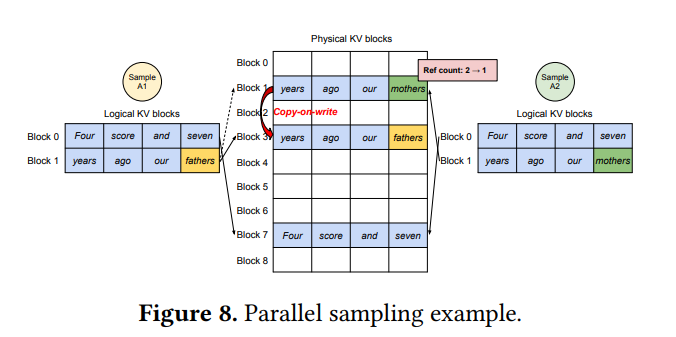 Physical KV blocks
Sample
A1
Logical KV blocks
Block 0 Four score and seven
Block 1 years ago our fathers
Block 0
Block 1 years ago our mothers
Ref count: 2 → 1
Block 2 Copy-on-write
Block 3 years ago our fathers
Block 4
Block 5
Block 6
Block 7 Four score and seven
Block 8
Sample
A2
Logical KV blocks
Block 0 Four score and seven
Block 1 years ago our mothers
Figure 8. Parallel sampling example.